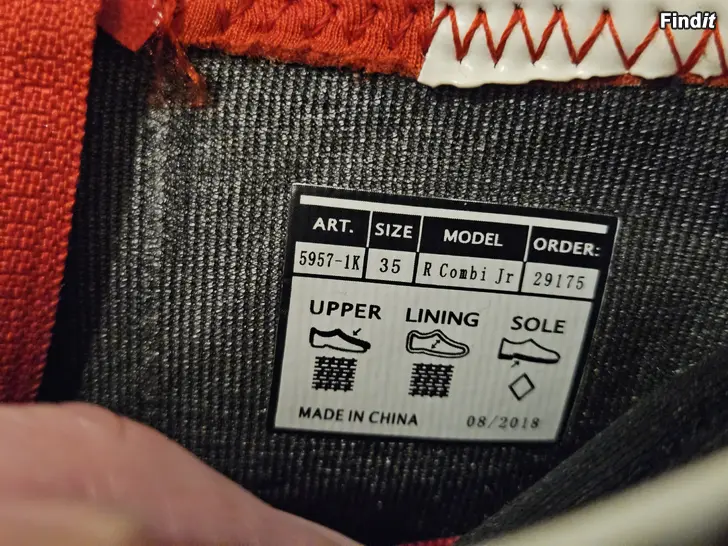 Findit
ART. SIZE MODEL ORDER:
5957-1K 35 R Combi Jr 29175
UPPER LINING SOLE
MADE IN CHINA 08/2018